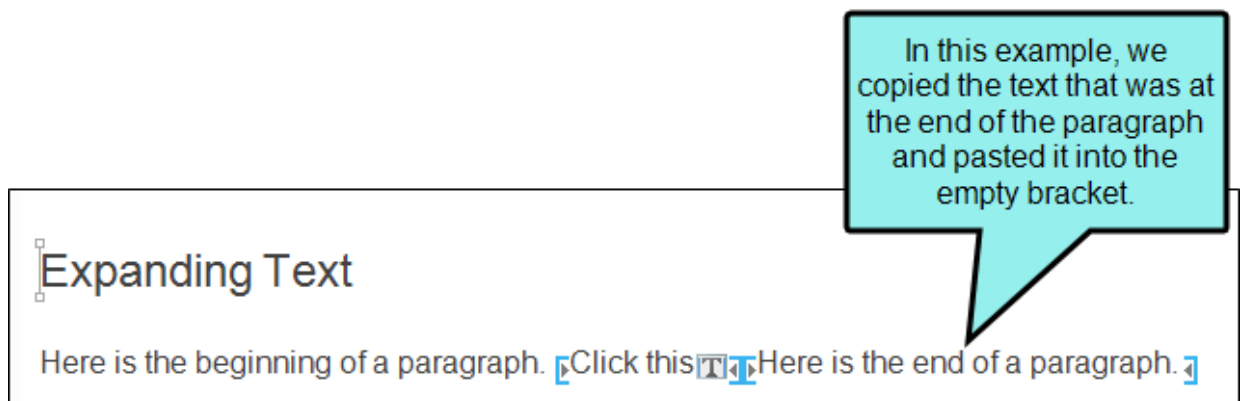 In this example, we
copied the text that was at
the end of the paragraph
and pasted it into the
empty bracket.
Expanding Text
Here is the beginning of a paragraph. Click this T Here is the end of a paragraph.